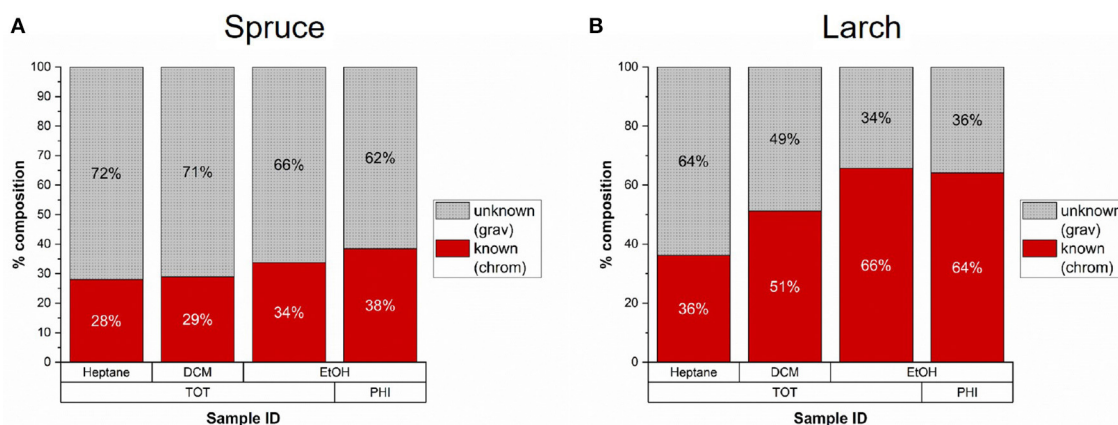 A
Spruce
100
90
80
70
60
50
40
30
20
10
0
% composition
72%
71%
66%
62%
28%
29%
34%
38%
unknown
(grav)
known
(chrom)
Heptane DCM EtOH
TOT PHI
Sample ID
B
Larch
100
80
60
40
20
0
% composition
64%
49%
34%
36%
36%
51%
66%
64%
unknown
(grav)
known
(chrom)
Heptane DCM EtOH
TOT PHI
Sample ID